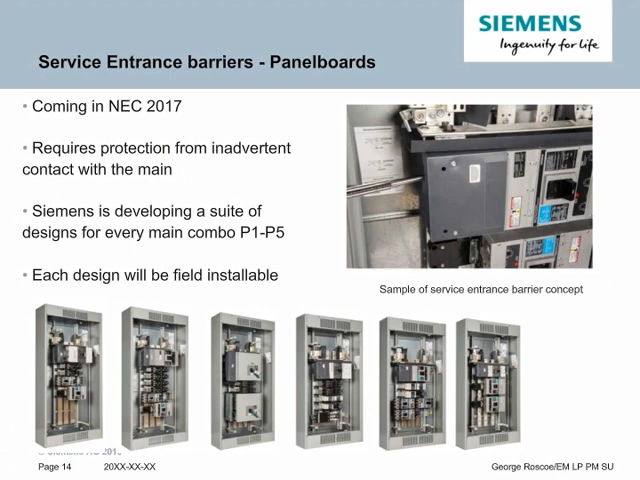 SIEMENS
Ingenuity for life
Service Entrance barriers - Panelboards
• Coming in NEC 2017
• Requires protection from inadvertent
contact with the main
• Siemens is developing a suite of
designs for every main combo P1-P5
• Each design will be field installable
Sample of service entrance barrier concept
Page 14
20XX-XX-XX
George Roscoe/EM LP PM SU